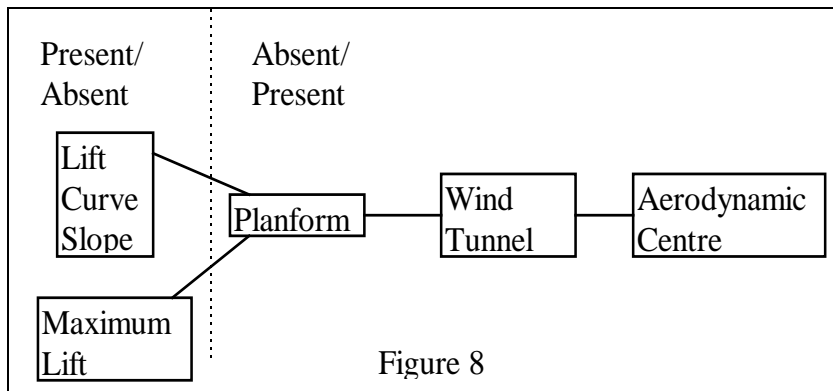 Present/
Absent
Absent/
Present
Lift
Curve
Slope
Planform
Wind
Tunnel
Aerodynamic
Centre
Maximum
Lift
Figure 8